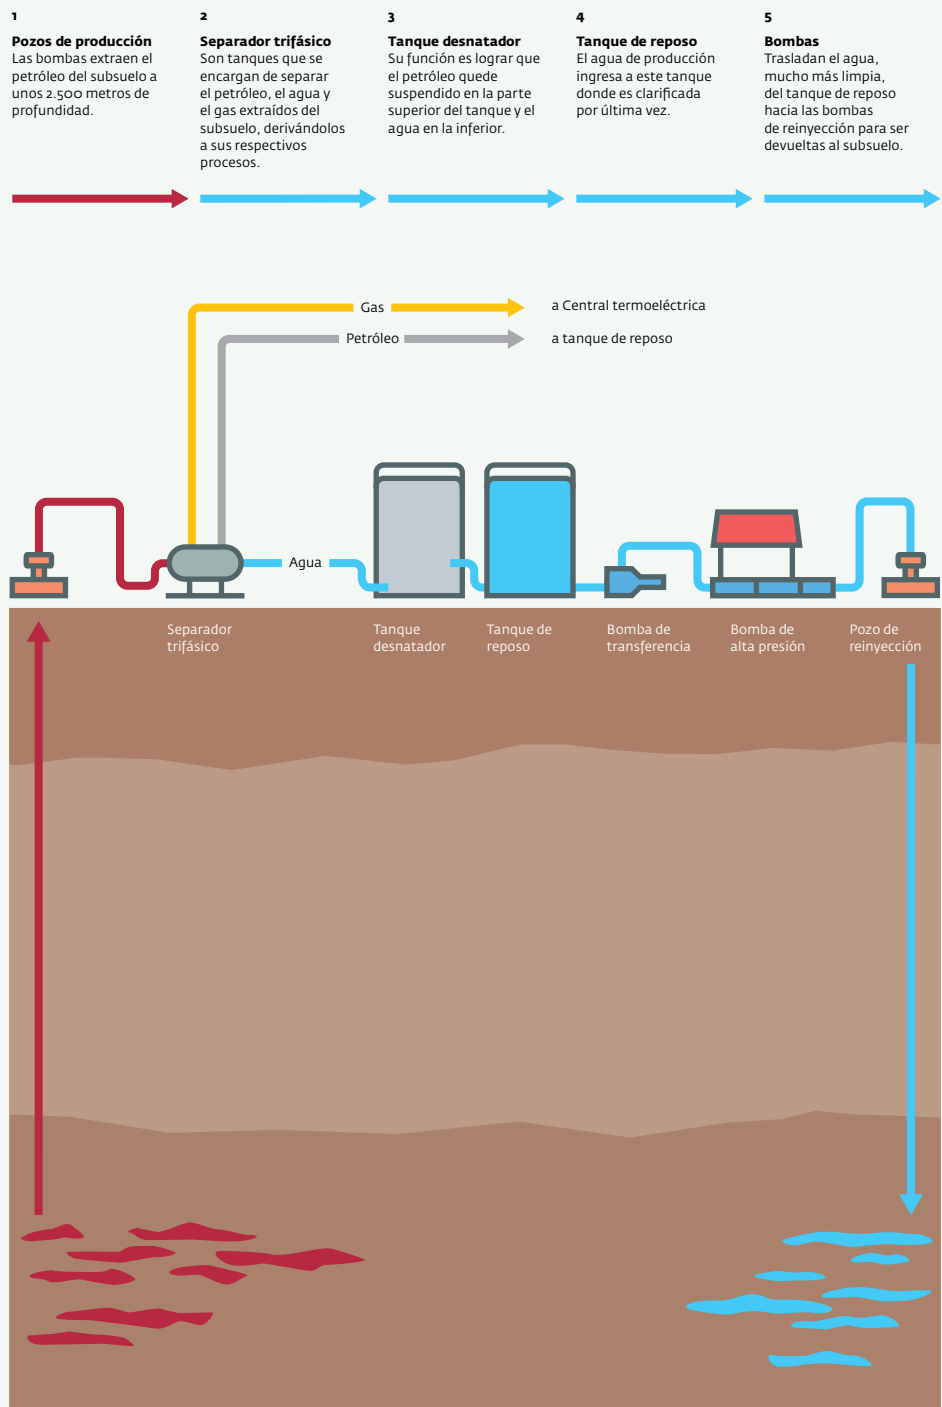 1
Pozos de producción
Las bombas extraen el
petróleo del subsuelo a
unos 2.500 metros de
profundidad.
2
Separador trifásico
Son tanques que se
encargan de separar
el petróleo, el agua y
el gas extraídos del
subsuelo, derivándolos
a sus respectivos
procesos.
3
Tanque desnatador
Su función es lograr que
el petróleo quede
suspendido en la parte
superior del tanque y el
agua en la inferior.
4
Tanque de reposo
El agua de producción
ingresa a este tanque
donde es clarificada
por última vez.
5
Bombas
Trasladan el agua,
mucho más limpia,
del tanque de reposo
hacia las bombas
de reinyección para ser
devueltas al subsuelo.
Gas
a Central termoeléctrica
Petróleo
a tanque de reposo
Agua
Separador
trifásico
Tanque
desnatador
Tanque de
reposo
Bomba de
transferencia
Bomba de
alta presión
Pozo de
reinyección